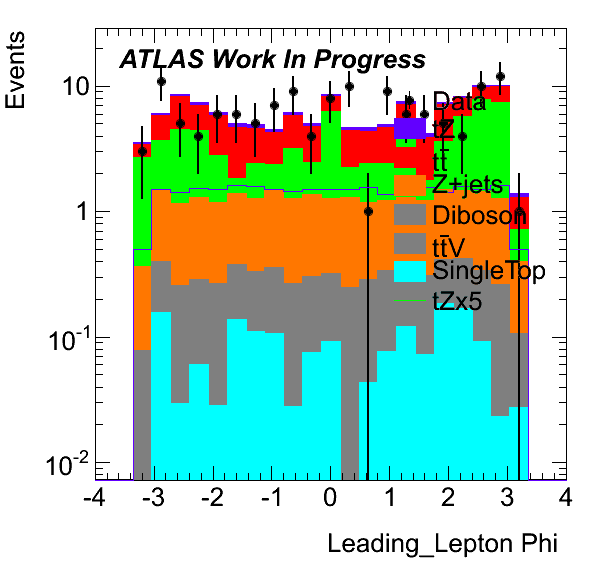 Events
ATLAS Work In Progress
10
1
10⁻¹
10⁻²
Data
tZ
tt̄
Z+jets
Diboson
tt̄V
SingleTop
tZx5
-4 -3 -2 -1 0 1 2 3 4
Leading_Lepton Phi